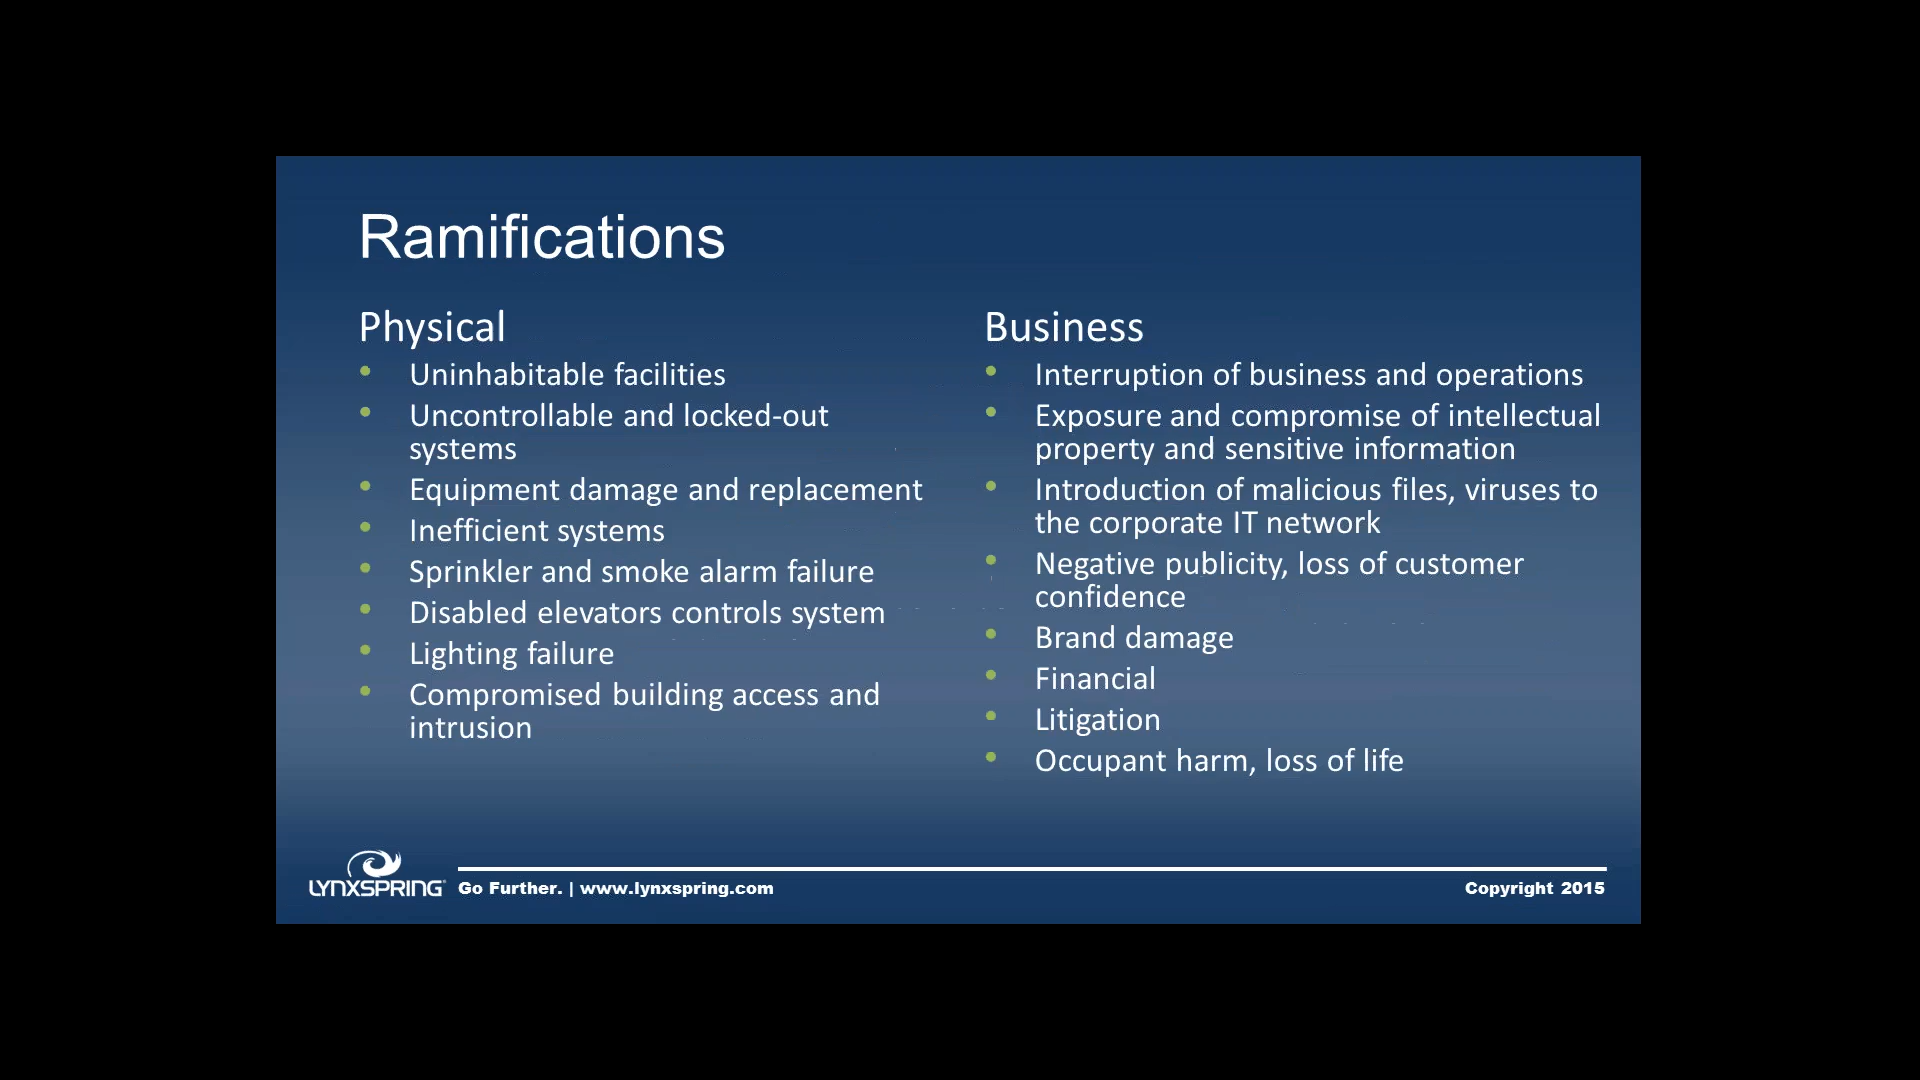 Ramifications
Physical
• Uninhabitable facilities
• Uncontrollable and locked-out
systems
• Equipment damage and replacement
• Inefficient systems
• Sprinkler and smoke alarm failure
• Disabled elevators controls system
• Lighting failure
• Compromised building access and
intrusion
Business
• Interruption of business and operations
• Exposure and compromise of intellectual
property and sensitive information
• Introduction of malicious files, viruses to
the corporate IT network
• Negative publicity, loss of customer
confidence
• Brand damage
• Financial
• Litigation
• Occupant harm, loss of life
LYNXSPRING Go Further. | www.lynxspring.com
Copyright 2015